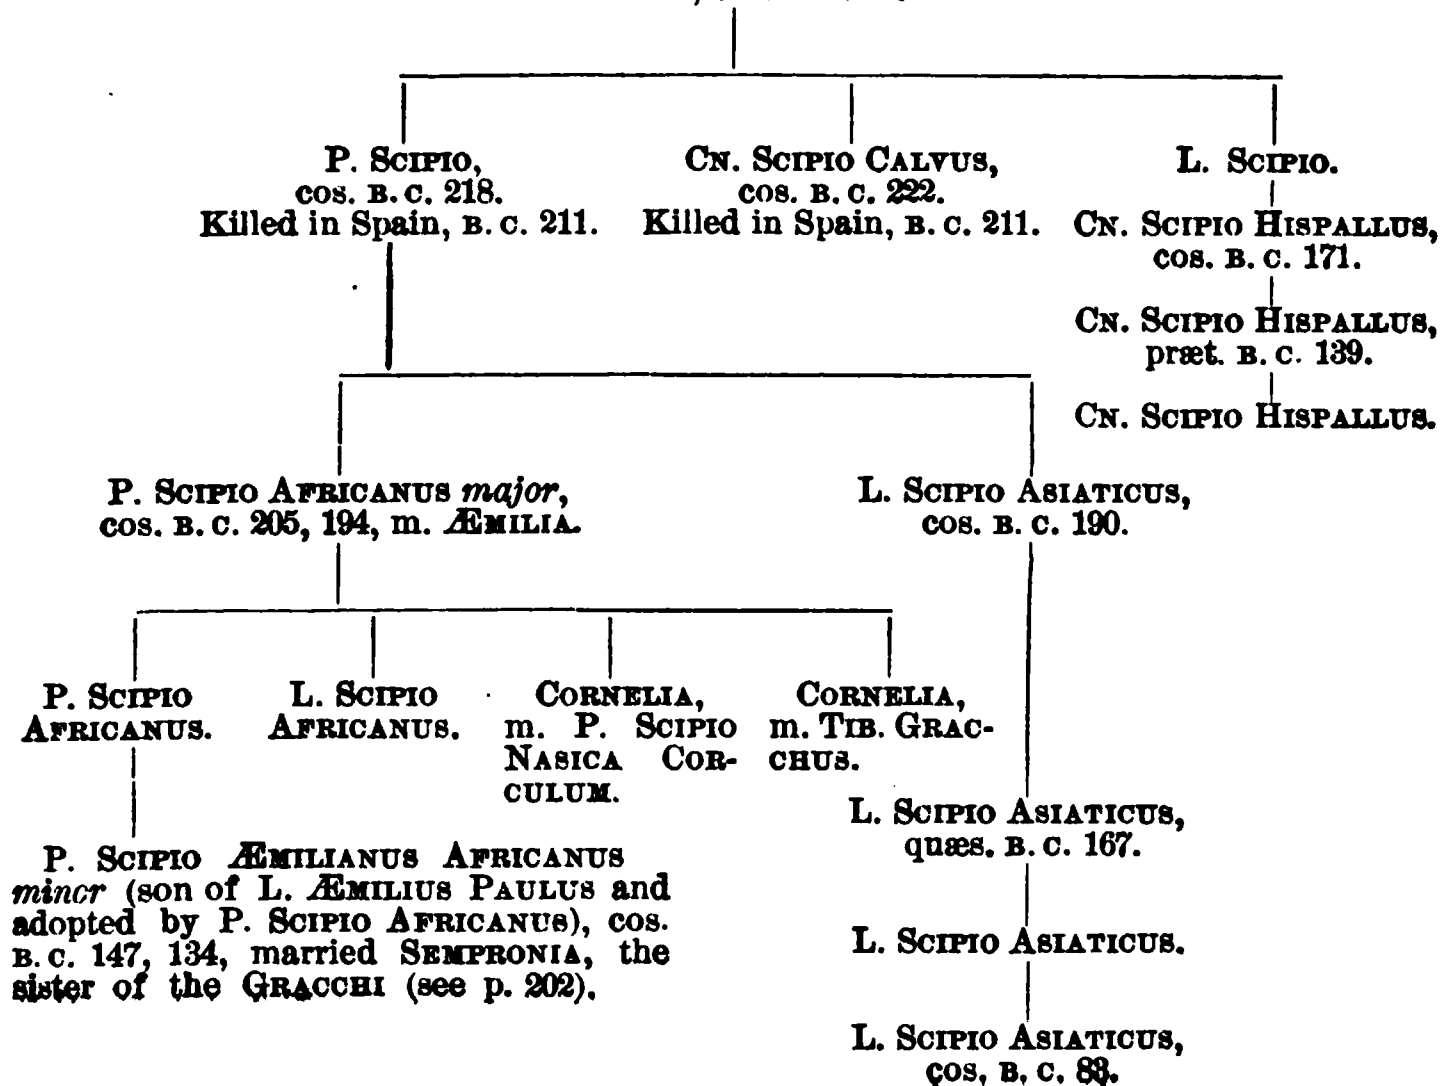 P. SCIPIO,
cos. B. C. 218.
Killed in Spain, B. C. 211.
CN. SCIPIO CALVUS,
cos. B. C. 222.
Killed in Spain, B. C. 211.
L. SCIPIO.
CN. SCIPIO HISPALLUS,
cos. B. C. 171.
CN. SCIPIO HISPALLUS,
præt. B. C. 139.
CN. SCIPIO HISPALLUS.
P. SCIPIO AFRICANUS major,
cos. B. C. 205, 194, m. ÆMILIA.
L. SCIPIO ASIATICUS,
cos. B. C. 190.
P. SCIPIO
AFRICANUS.
L. SCIPIO
AFRICANUS.
CORNELIA,
m. P. SCIPIO
NASICA COR-
CULUM.
CORNELIA,
m. TIB. GRAC-
CHUS.
P. SCIPIO ÆMILIANUS AFRICANUS
minor (son of L. ÆMILIUS PAULUS and
adopted by P. SCIPIO AFRICANUS), cos.
B. C. 147, 134, married SEMPRONIA, the
sister of the GRACCHI (see p. 202).
L. SCIPIO ASIATICUS,
quæs. B. C. 167.
L. SCIPIO ASIATICUS.
L. SCIPIO ASIATICUS,
cos, B. C. 83.